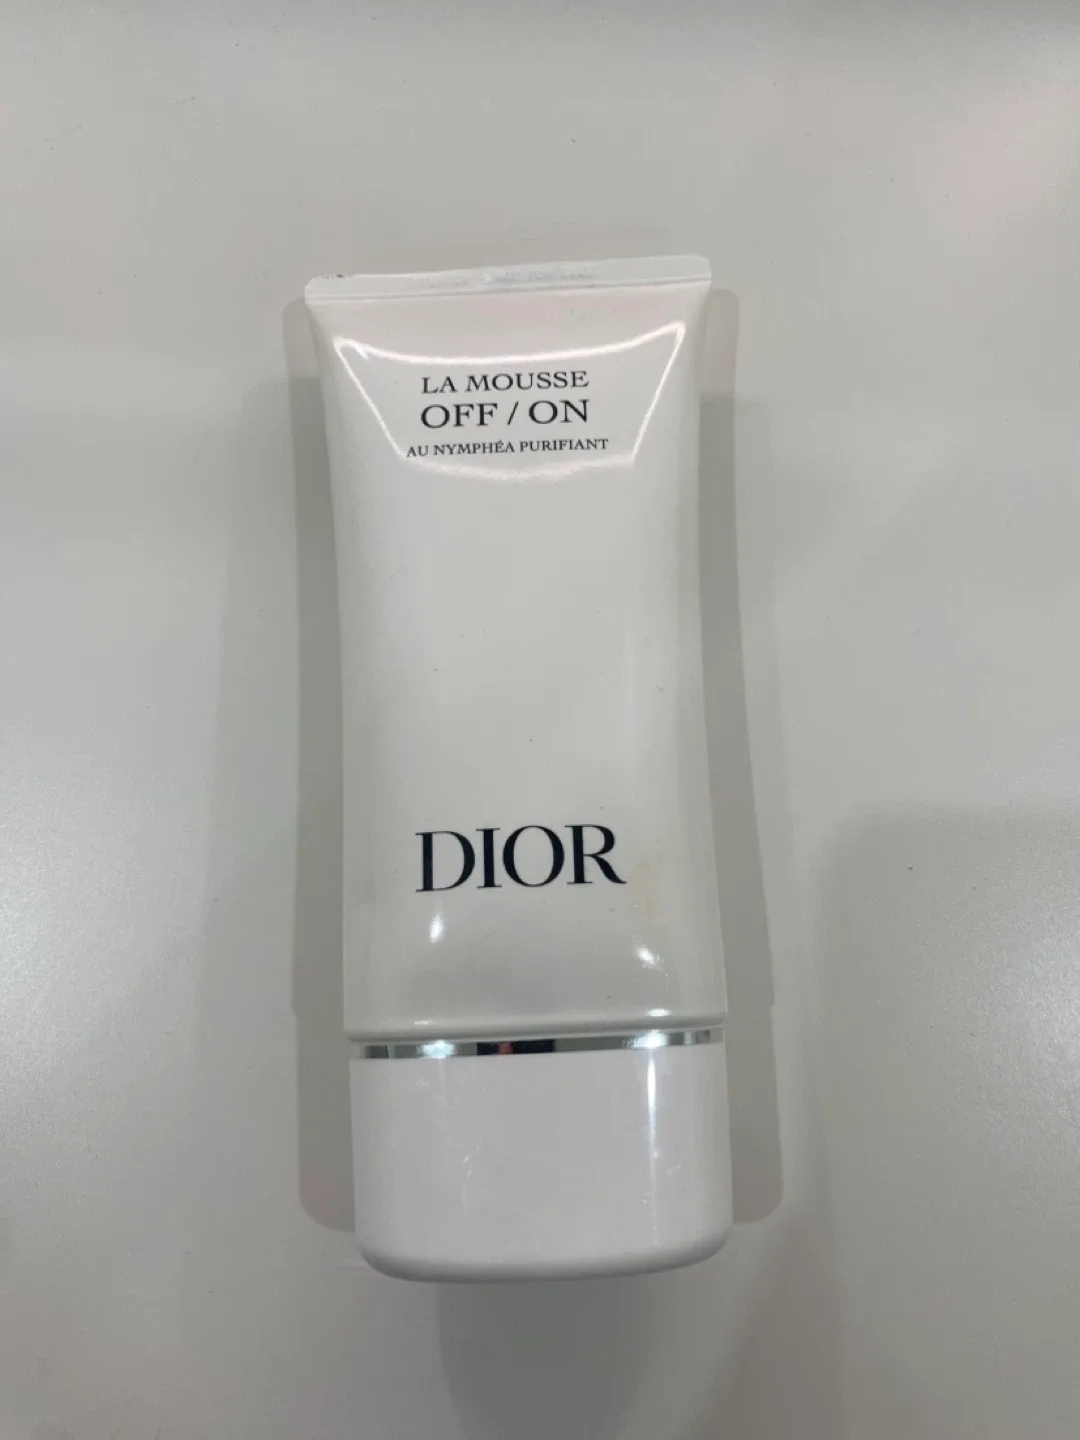 LA MOUSSE
OFF / ON
AU NYMPHÉA PURIFIANT
DIOR